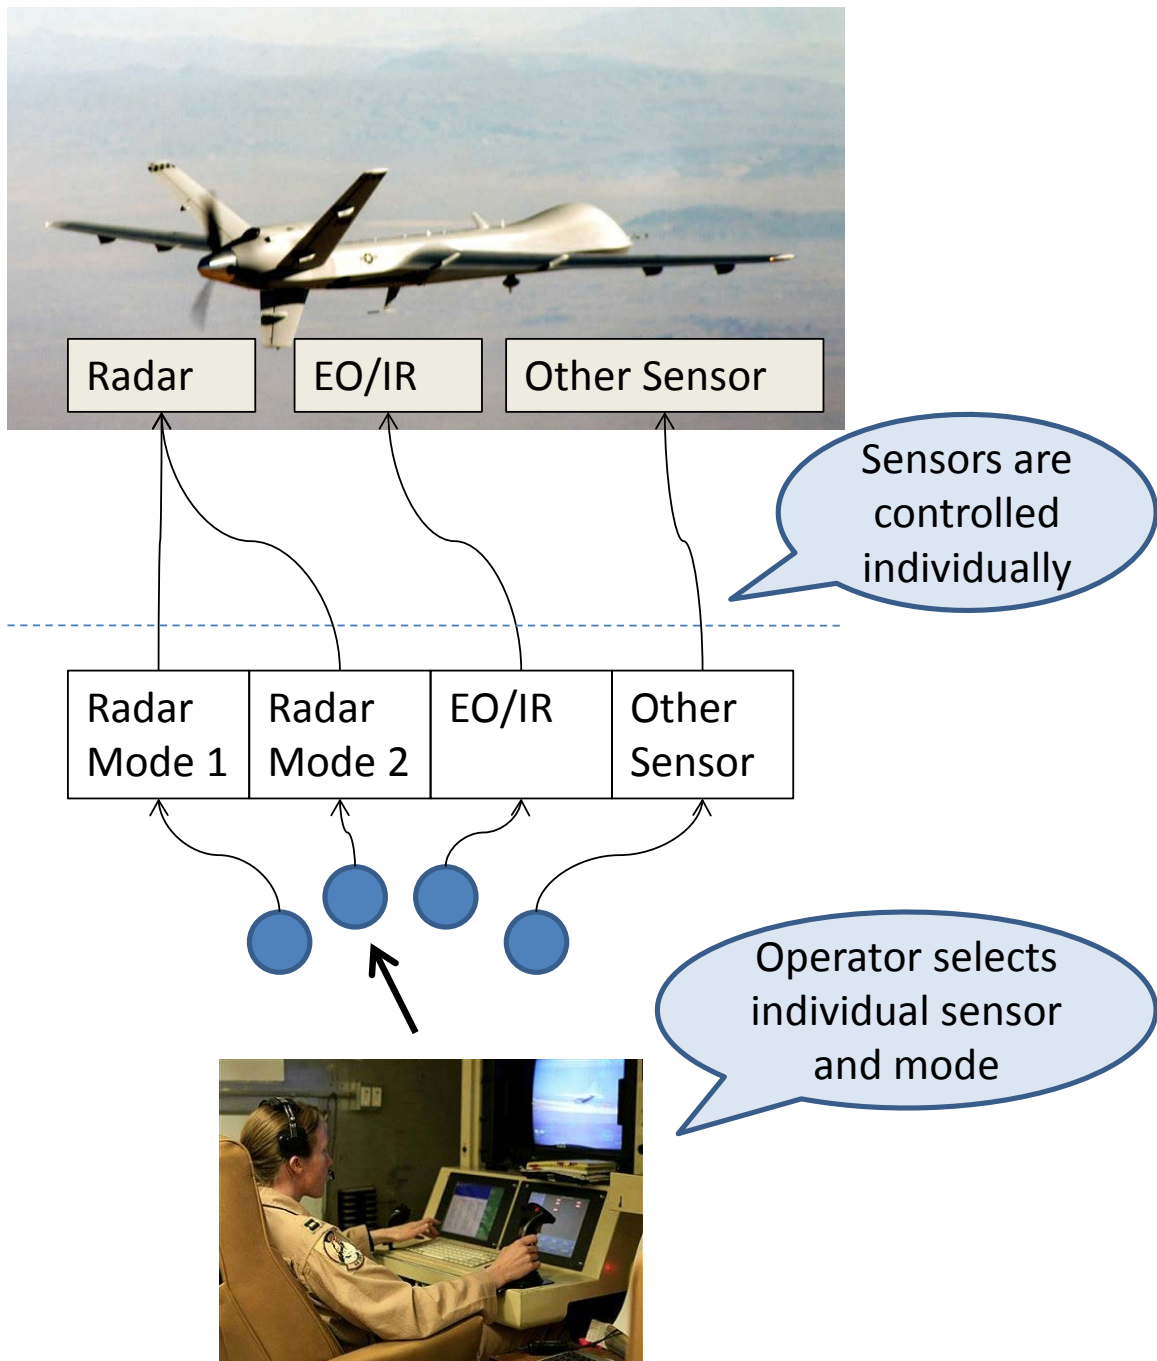 Radar
EO/IR
Other Sensor
Sensors are
controlled
individually
Radar
Mode 1
Radar
Mode 2
EO/IR
Other
Sensor
Operator selects
individual sensor
and mode